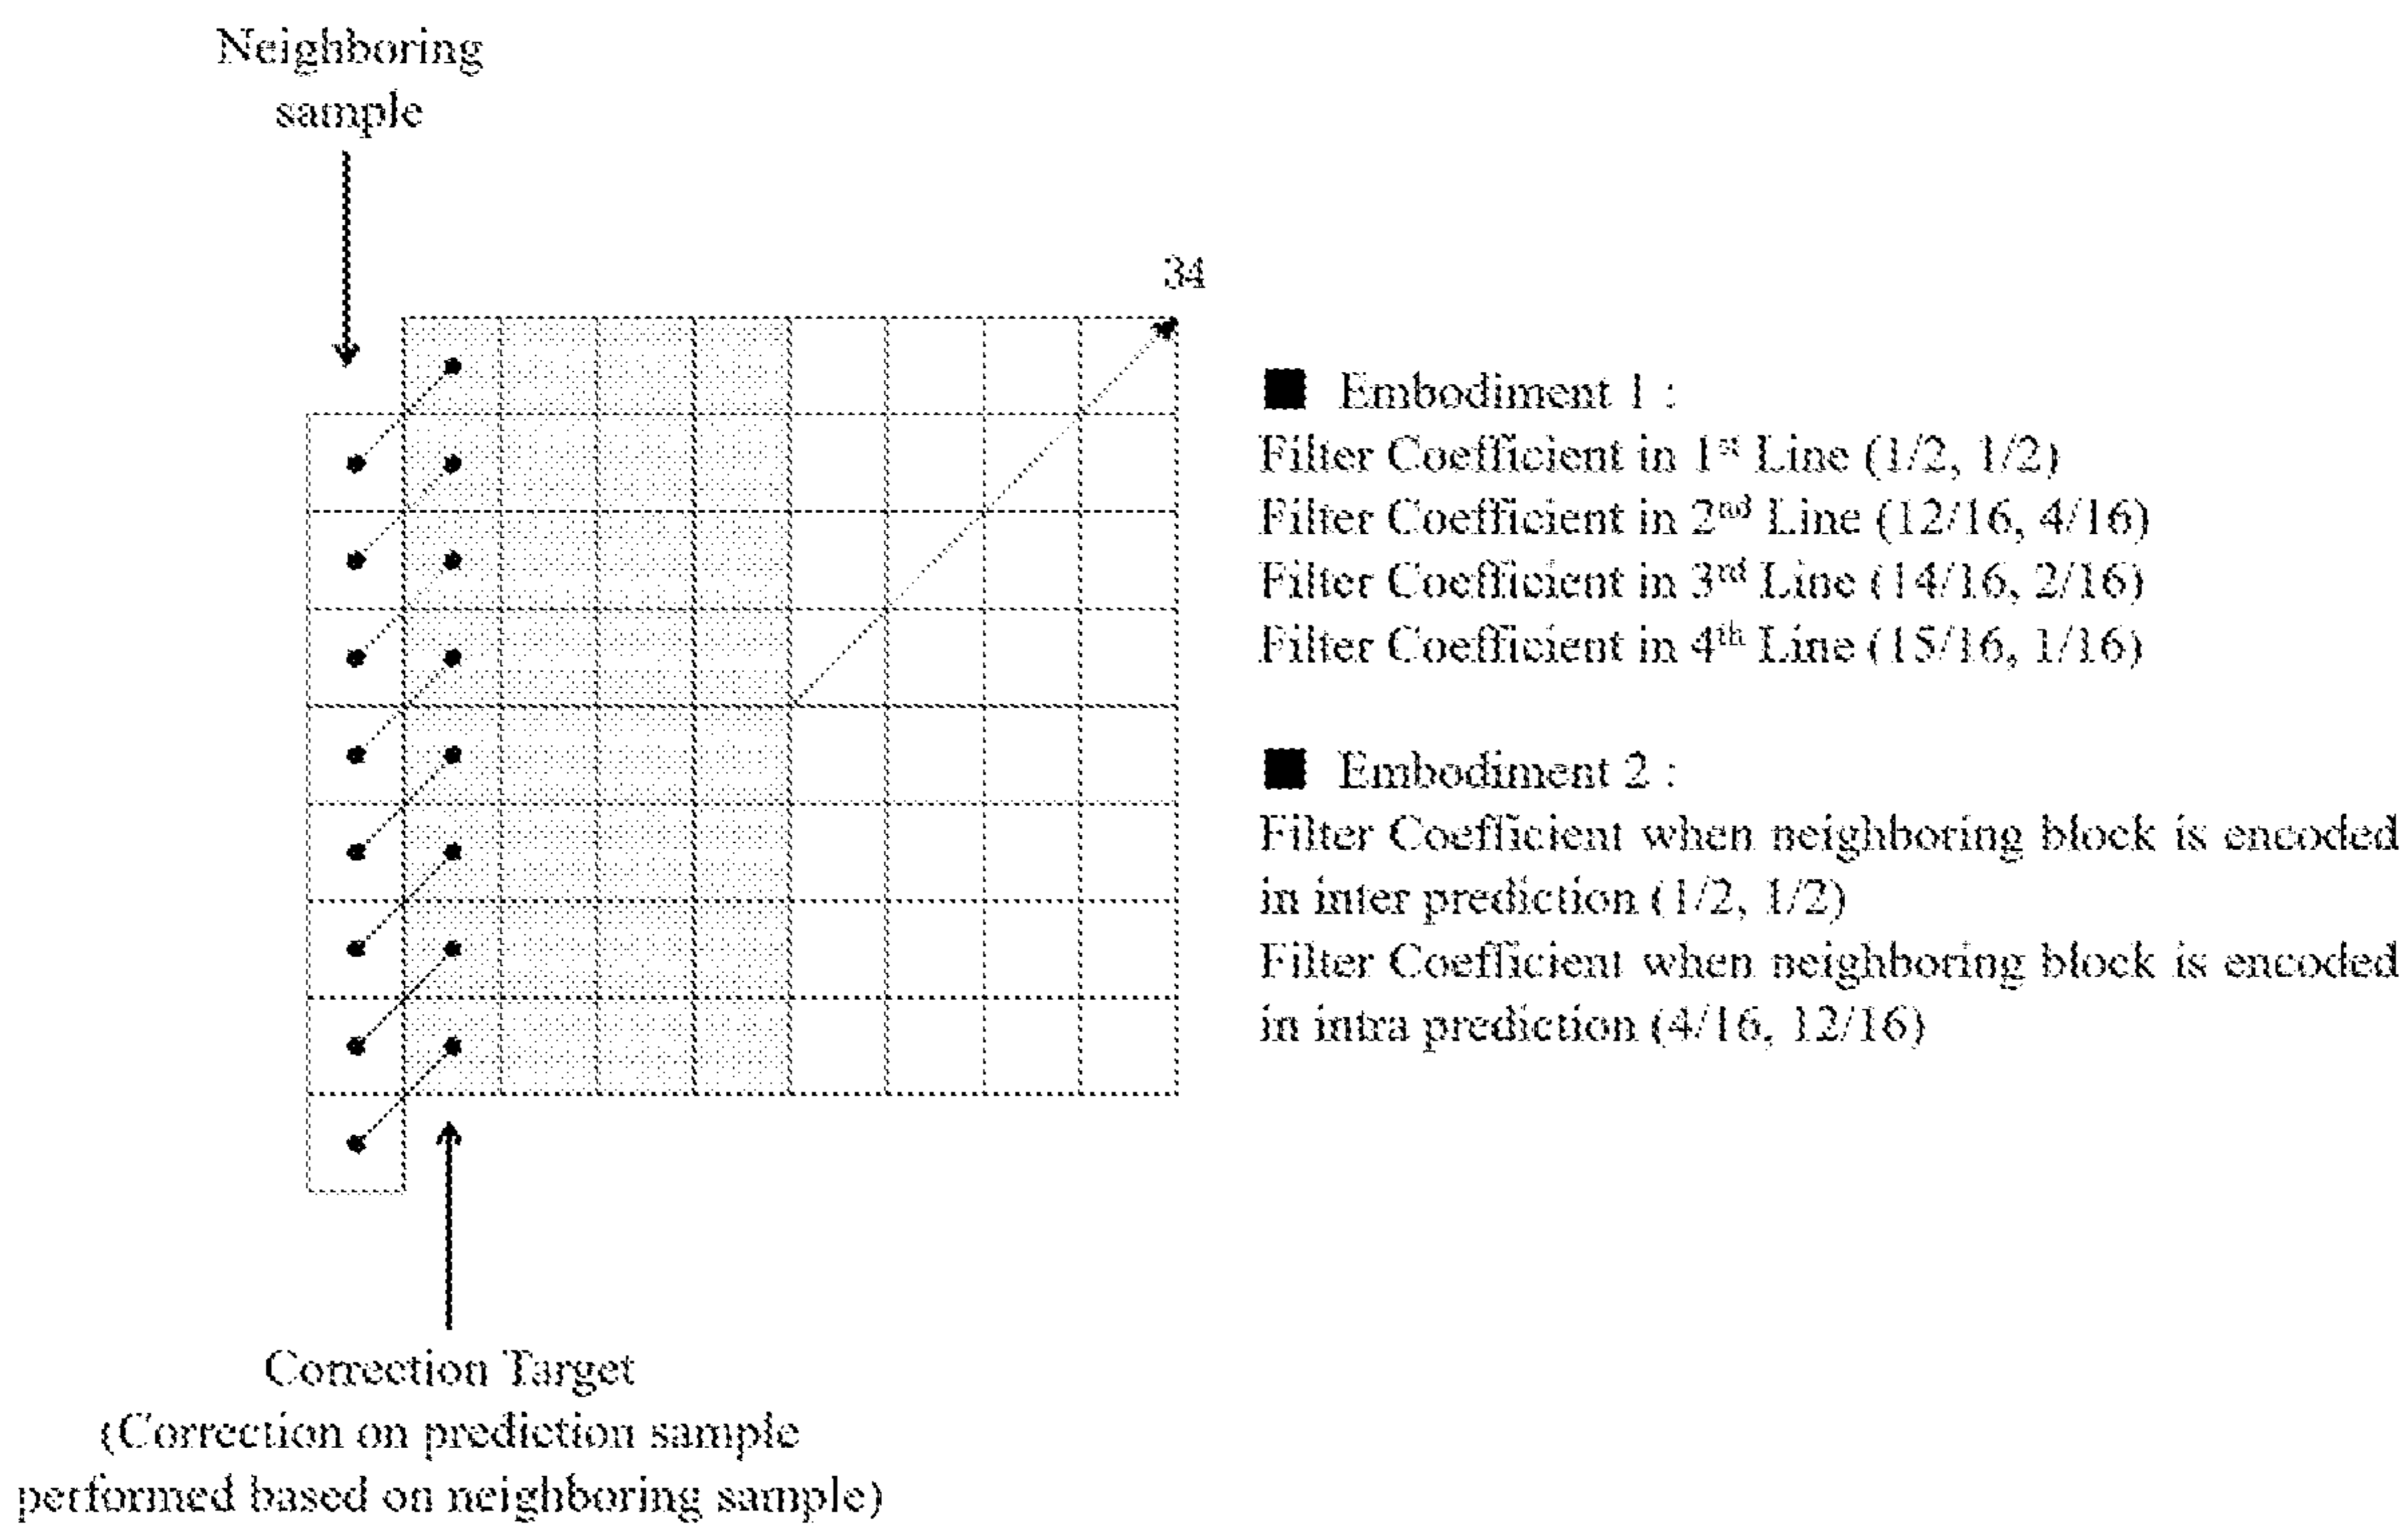 Neighboring
sample
34
■ Embodiment 1 :
Filter Coefficient in 1st Line (1/2, 1/2)
Filter Coefficient in 2nd Line (12/16, 4/16)
Filter Coefficient in 3rd Line (14/16, 2/16)
Filter Coefficient in 4th Line (15/16, 1/16)
■ Embodiment 2 :
Filter Coefficient when neighboring block is encoded
in inter prediction (1/2, 1/2)
Filter Coefficient when neighboring block is encoded
in intra prediction (4/16, 12/16)
Correction Target
(Correction on prediction sample
performed based on neighboring sample)